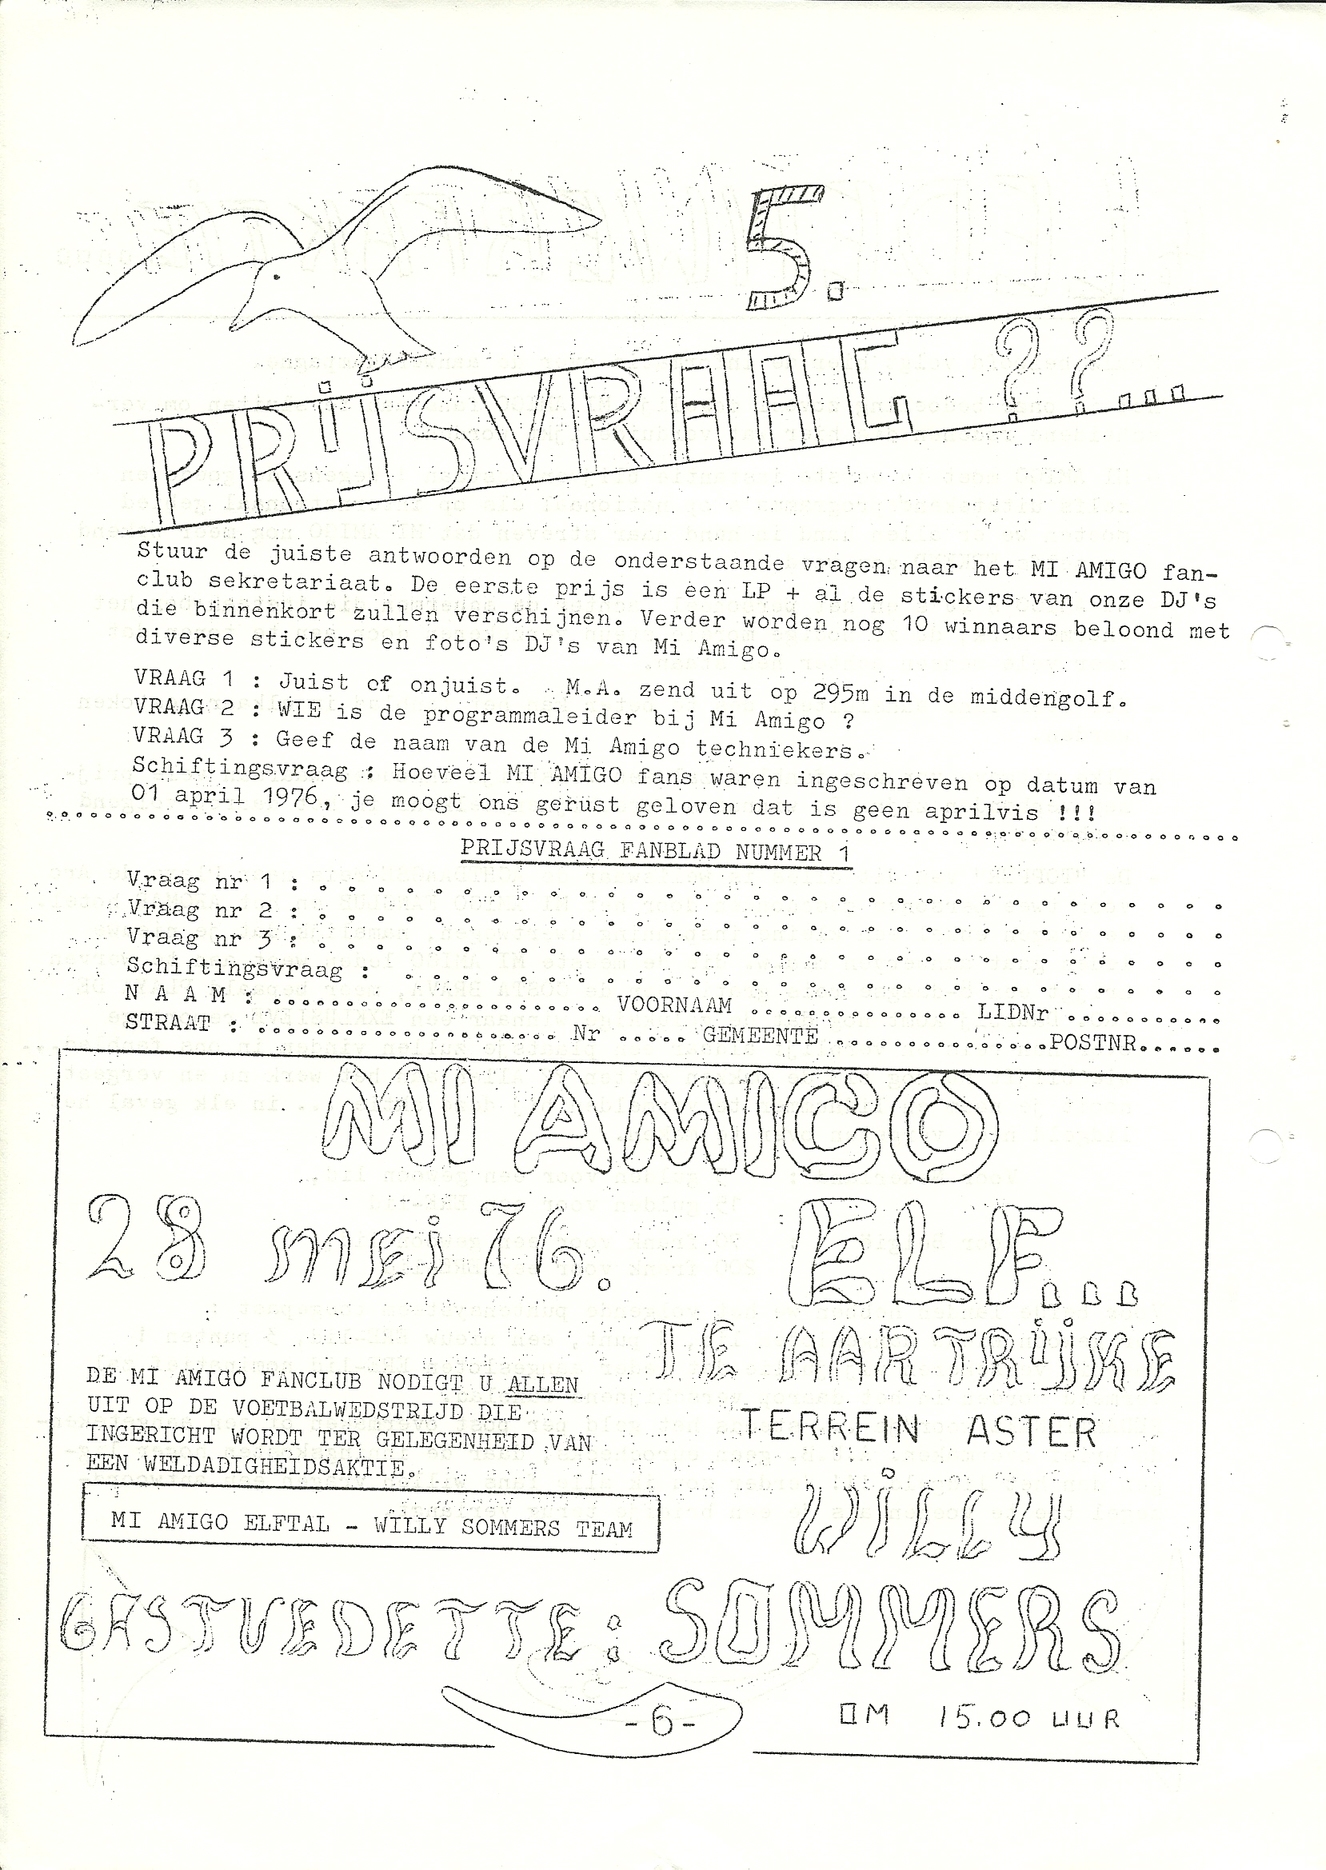 5.
PRIJSVRAAG ??...
Stuur de juiste antwoorden op de onderstaande vragen naar het MI AMIGO fan-
club sekretariaat. De eerste prijs is een LP + al de stickers van onze DJ's
die binnenkort zullen verschijnen. Verder worden nog 10 winnaars beloond met
diverse stickers en foto's DJ's van Mi Amigo.
VRAAG 1 : Juist of onjuist. M.A. zend uit op 295m in de middengolf.
VRAAG 2 : WIE is de programmaleider bij Mi Amigo ?
VRAAG 3 : Geef de naam van de Mi Amigo techniekers.
Schiftingsvraag : Hoeveel MI AMIGO fans waren ingeschreven op datum van
01 april 1976, je moogt ons gerust geloven dat is geen aprilvis !!!
PRIJSVRAAG FANBLAD NUMMER 1
Vraag nr 1 : . . . . . . . . . . . . . . . . . . . . . . . . . . . . . .
Vraag nr 2 : . . . . . . . . . . . . . . . . . . . . . . . . . . . . . .
Vraag nr 3 : . . . . . . . . . . . . . . . . . . . . . . . . . . . . . .
Schiftingsvraag : . . . . . . . . . . . . . . . . . . . . . . . . . . .
N A A M : ....................... VOORNAAM ............... LIDNr ...........
STRAAT : ..................... Nr ..... GEMEENTE ...............POSTNR......
MI AMIGO
28 mei 76. ELF...
TE AARTRIJKE
DE MI AMIGO FANCLUB NODIGT U ALLEN
UIT OP DE VOETBALWEDSTRIJD DIE
INGERICHT WORDT TER GELEGENHEID VAN
EEN WELDADIGHEIDSAKTIE.
TERREIN ASTER
MI AMIGO ELFTAL - WILLY SOMMERS TEAM
WILLY
GASTVEDETTE : SOMMERS
-6-
OM 15.00 UUR